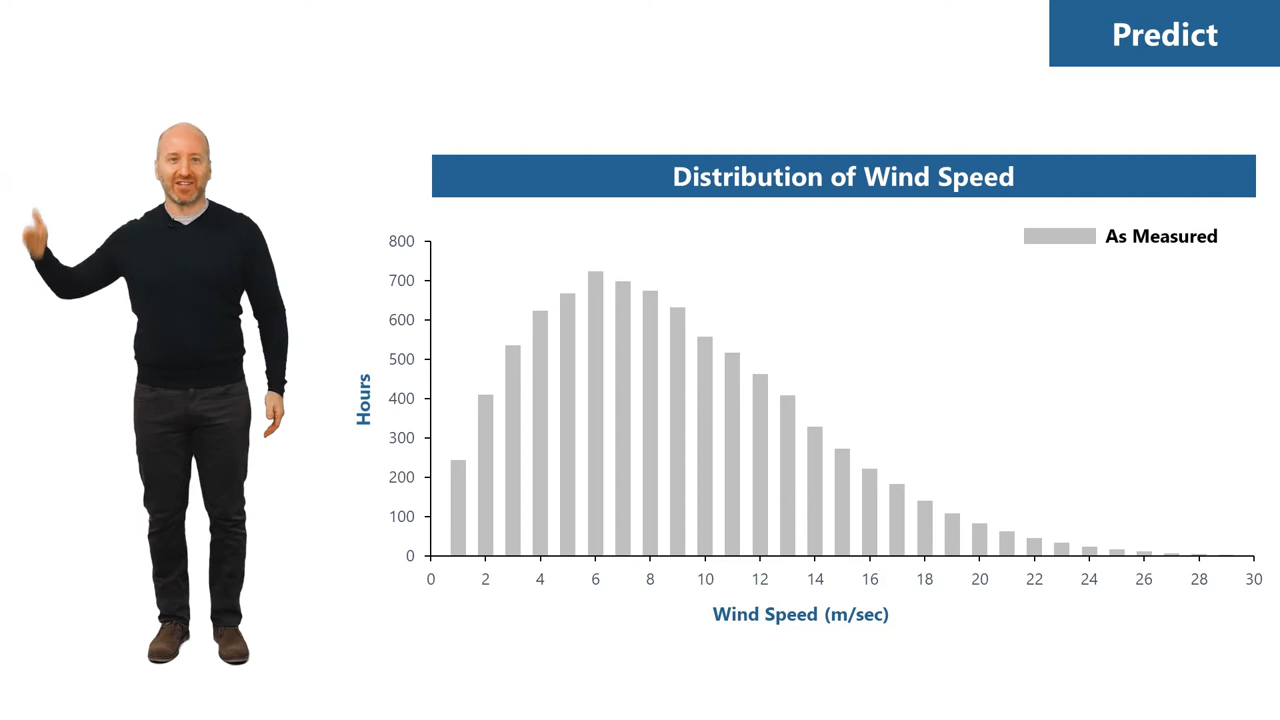 Predict
Distribution of Wind Speed
As Measured
800
700
600
500
400
300
200
100
0
Hours
0 2 4 6 8 10 12 14 16 18 20 22 24 26 28 30
Wind Speed (m/sec)